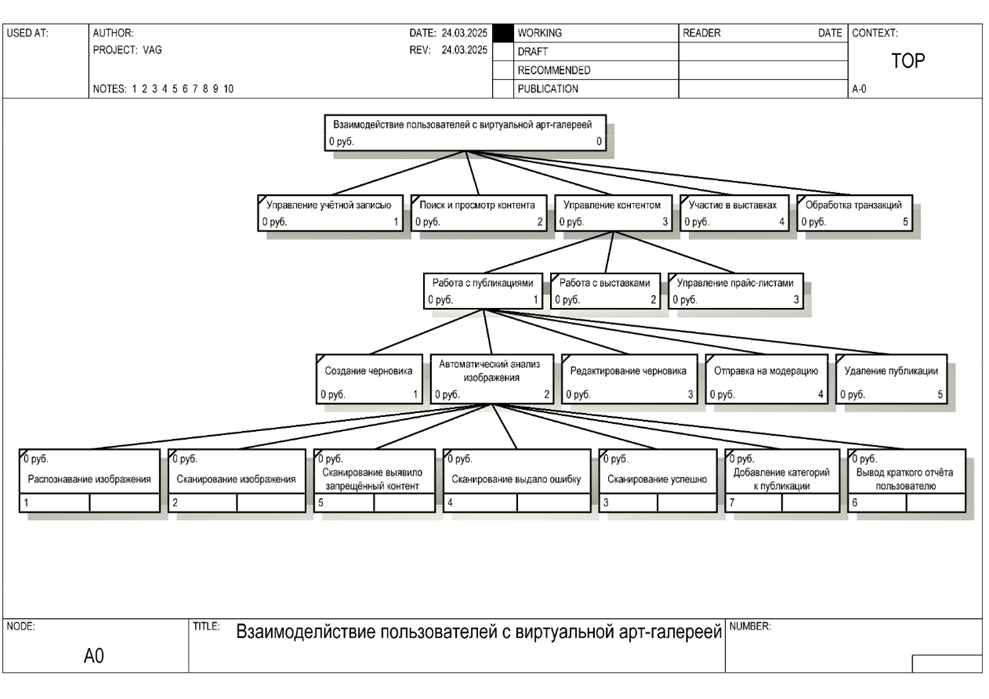 USED AT:
AUTHOR:
DATE: 24.03.2025
WORKING
READER
DATE
CONTEXT:
PROJECT: VAG
REV: 24.03.2025
DRAFT
TOP
RECOMMENDED
NOTES: 1 2 3 4 5 6 7 8 9 10
PUBLICATION
A-0
Взаимодействие пользователей с виртуальной арт-галереей
0 руб.
0
Управление учётной записью
0 руб.
1
Поиск и просмотр контента
0 руб.
2
Управление контентом
0 руб.
3
Участие в выставках
0 руб.
4
Обработка транзакций
0 руб.
5
Работа с публикациями
0 руб.
1
Работа с выставками
0 руб.
2
Управление прайс-листами
0 руб.
3
Создание черновика
0 руб.
1
Автоматический анализ
изображения
0 руб.
2
Редактирование черновика
0 руб.
3
Отправка на модерацию
0 руб.
4
Удаление публикации
0 руб.
5
0 руб.
Распознавание изображения
1
0 руб.
Сканирование изображения
2
0 руб.
Сканирование выявило
запрещённый контент
5
0 руб.
Сканирование выдало ошибку
4
0 руб.
Сканирование успешно
3
0 руб.
Добавление категорий
к публикации
7
0 руб.
Вывод краткого отчёта
пользователю
6
NODE:
A0
TITLE:
Взаимоделйствие пользователей с виртуальной арт-галереей
NUMBER: